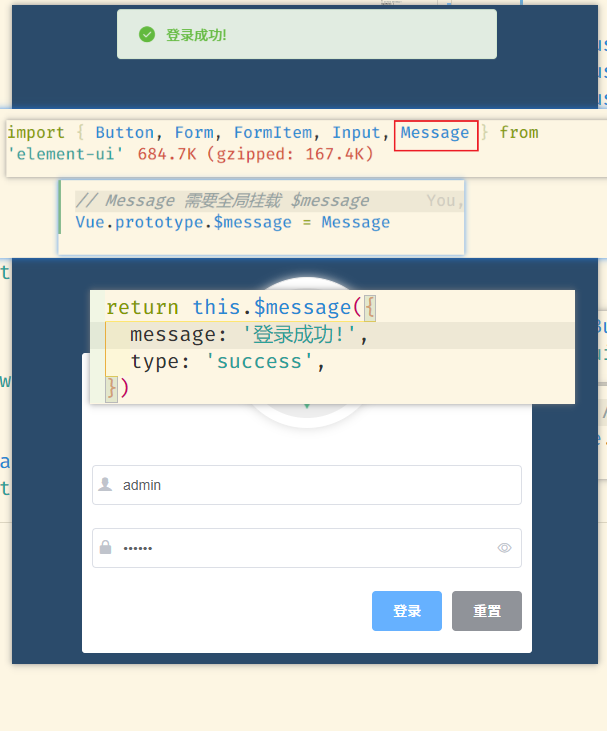 登录成功!
import { Button, Form, FormItem, Input, Message } from
'element-ui' 684.7K (gzipped: 167.4K)
// Message 需要全局挂载 $message You,
Vue.prototype.$message = Message
return this.$message({
message: '登录成功!',
type: 'success',
})
admin
••••••
登录 重置